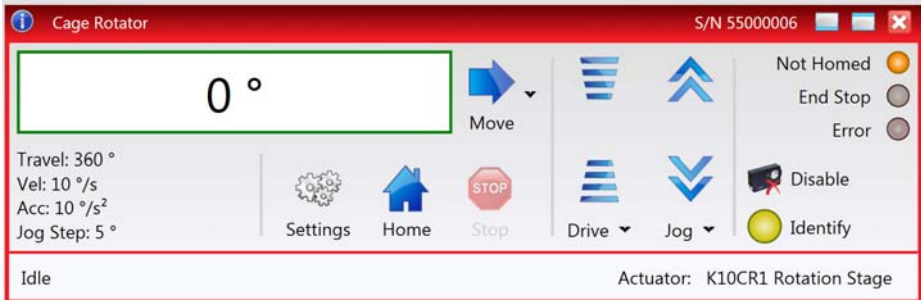 Cage Rotator
S/N 55000006
0 °
Move
Not Homed
End Stop
Error
Travel: 360 °
Vel: 10 °/s
Acc: 10 °/s²
Jog Step: 5 °
Settings
Home
STOP
Stop
Drive
Jog
Disable
Identify
Idle
Actuator: K10CR1 Rotation Stage